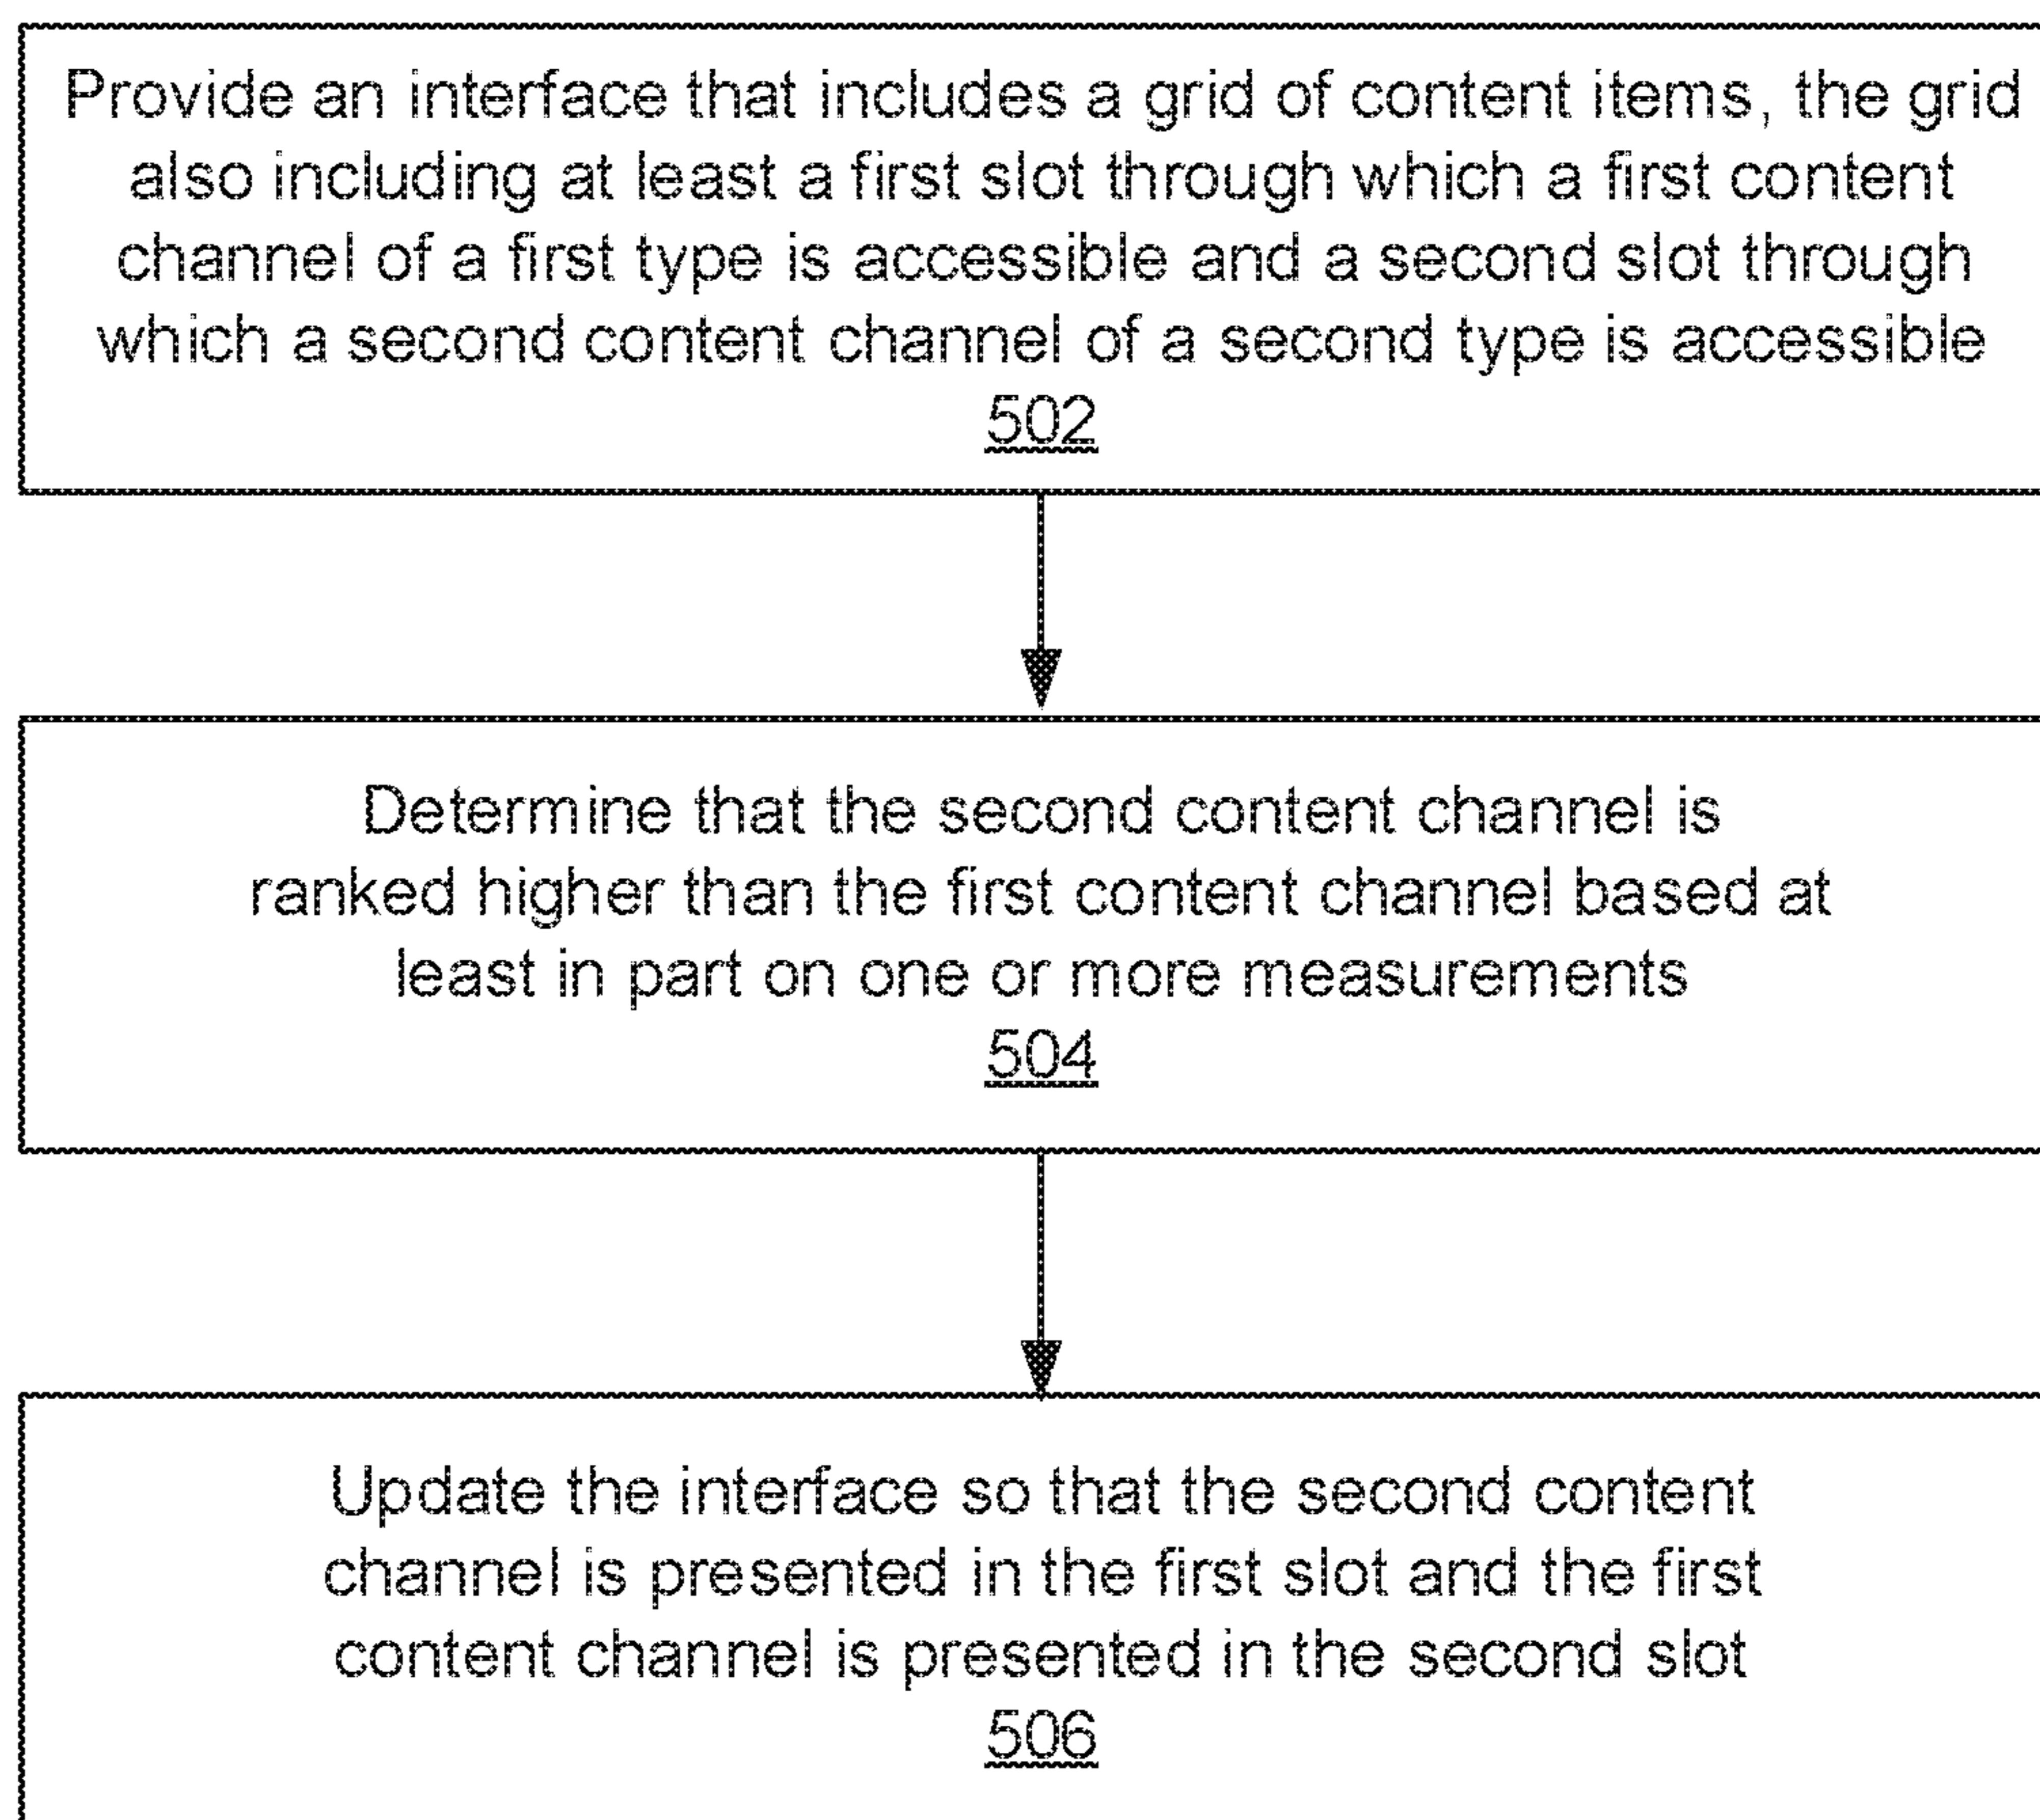 Provide an interface that includes a grid of content items, the grid
also including at least a first slot through which a first content
channel of a first type is accessible and a second slot through
which a second content channel of a second type is accessible
502
Determine that the second content channel is
ranked higher than the first content channel based at
least in part on one or more measurements
504
Update the interface so that the second content
channel is presented in the first slot and the first
content channel is presented in the second slot
506